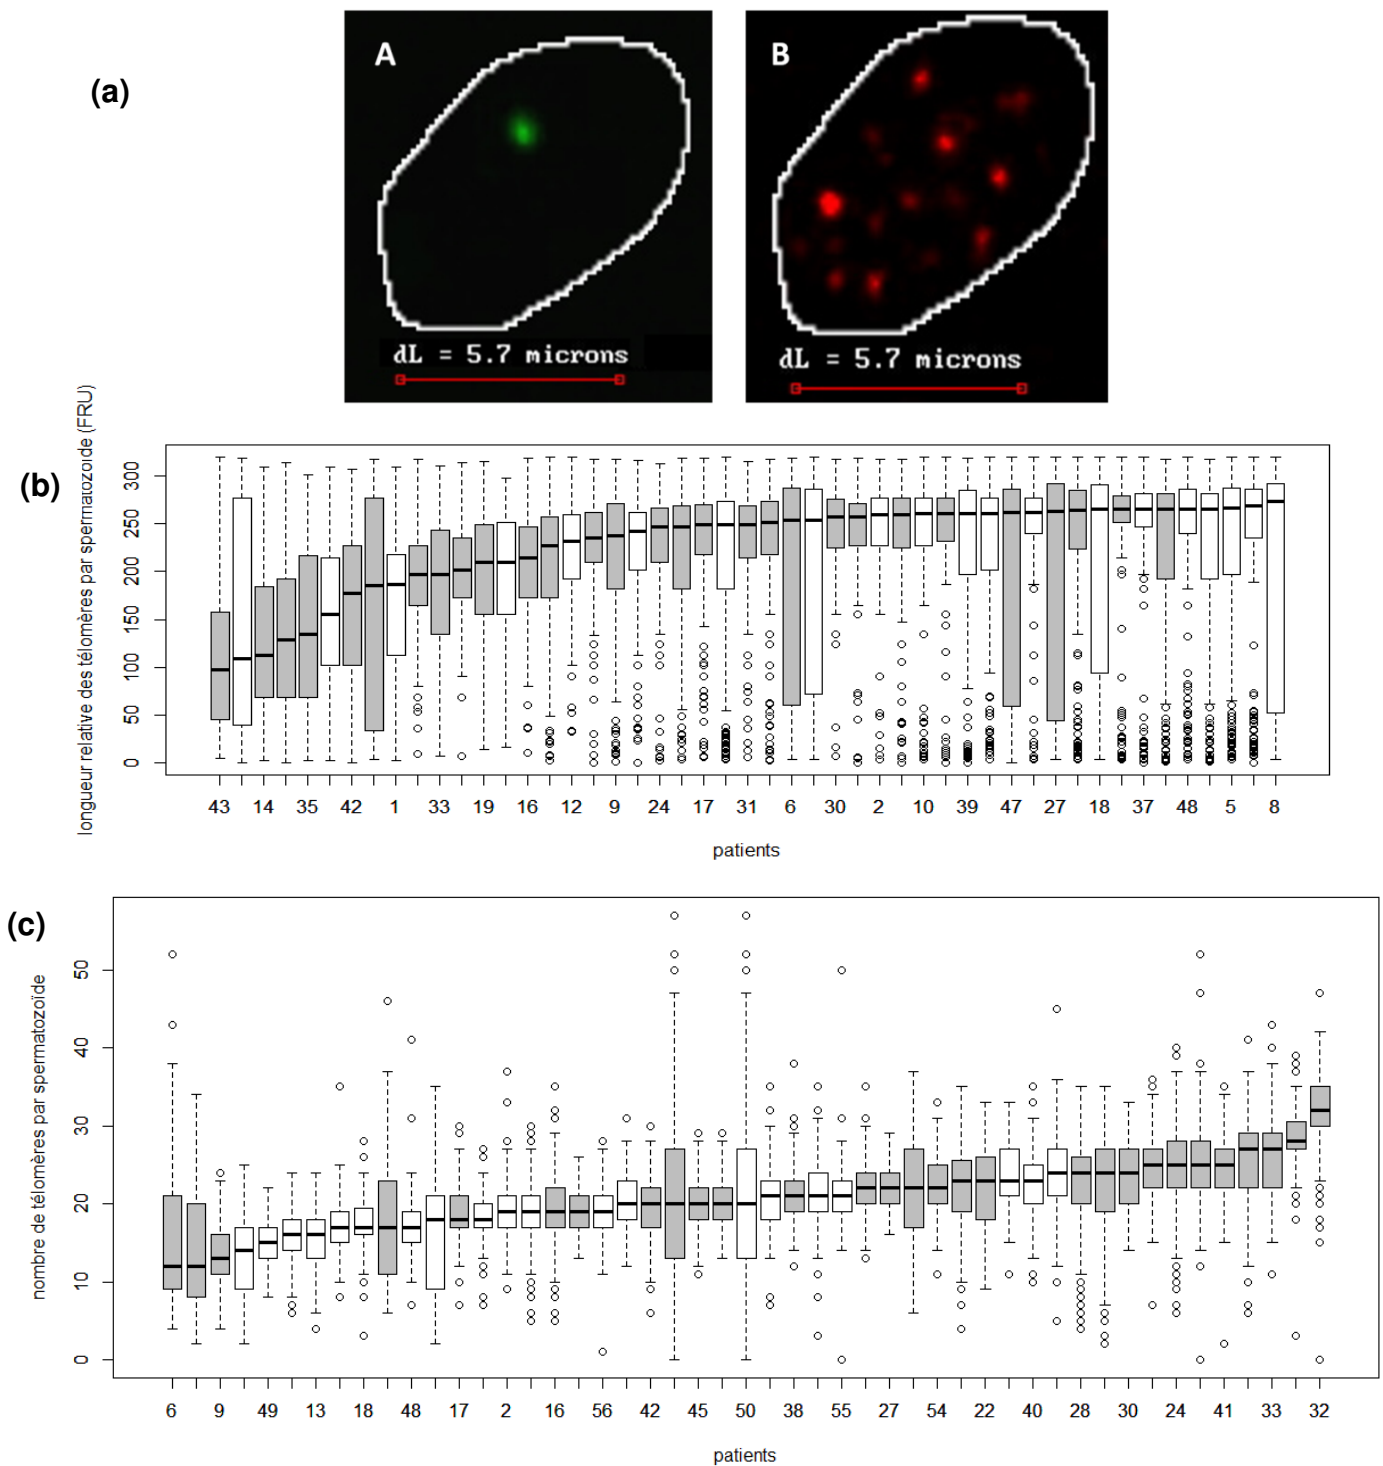 (a)
A
B
dL = 5.7 microns
dL = 5.7 microns
(b)
longueur relative des télomères par spermatozoide (FRU)
300
250
200
150
100
50
0
43 14 35 42 1 33 19 16 12 9 24 17 31 6 30 2 10 39 47 27 18 37 48 5 8
patients
(c)
nombre de télomères par spermatozoïde
50
40
30
20
10
0
6 9 49 13 18 48 17 2 16 56 42 45 50 38 55 27 54 22 40 28 30 24 41 33 32
patients